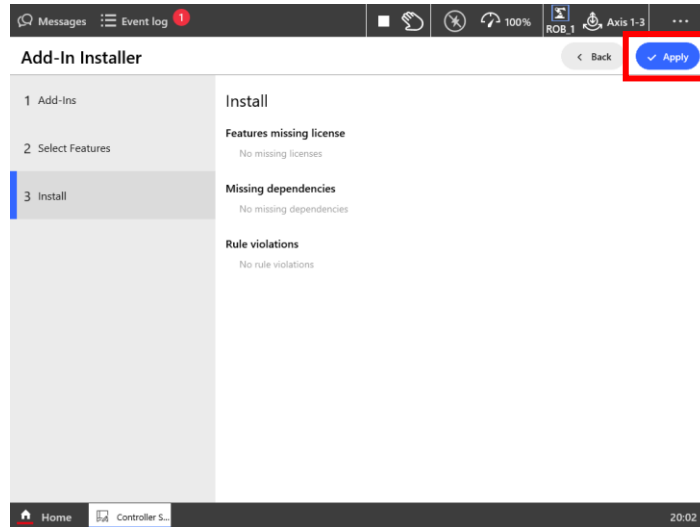 Messages Event log 1 100% ROB_1 Axis 1-3 ...
Add-In Installer Back Apply
1 Add-Ins
2 Select Features
3 Install
Install
Features missing license
No missing licenses
Missing dependencies
No missing dependencies
Rule violations
No rule violations
Home Controller S... 20:02